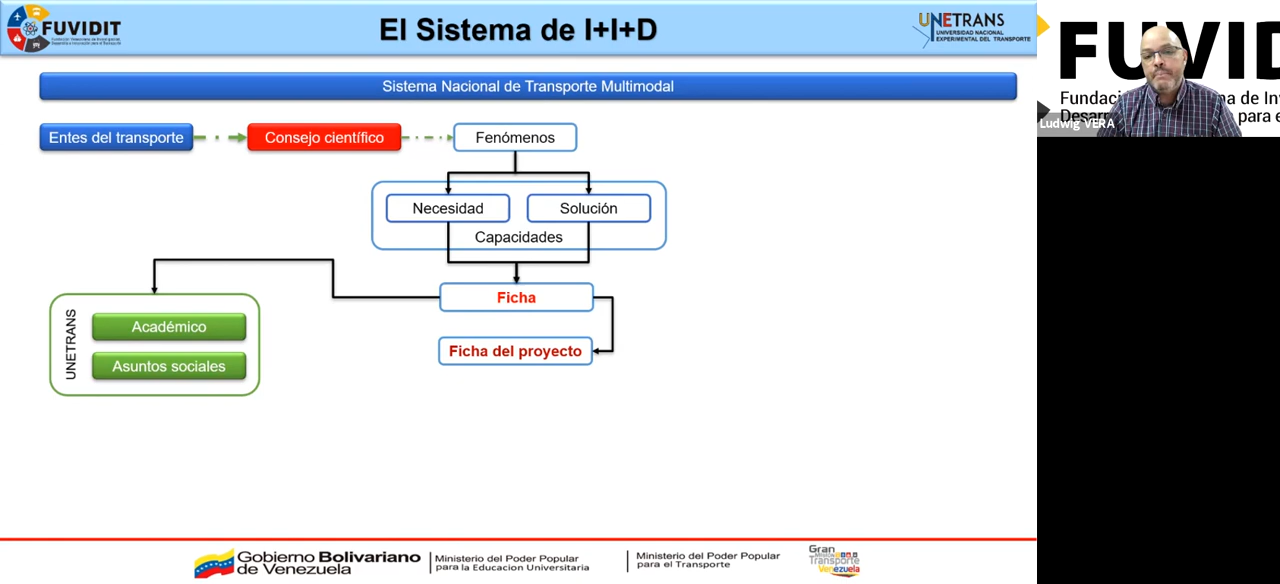 FUVIDIT
El Sistema de I+I+D
UNETRANS
UNIVERSIDAD NACIONAL
EXPERIMENTAL DEL TRANSPORTE
Sistema Nacional de Transporte Multimodal
Entes del transporte
Consejo científico
Fenómenos
Necesidad
Solución
Capacidades
Ficha
Ficha del proyecto
UNETRANS
Académico
Asuntos sociales
FUVID
Ludwig VERA
para e
Gobierno Bolivariano
de Venezuela
Ministerio del Poder Popular
para la Educacion Universitaria
Ministerio del Poder Popular
para el Transporte
Gran
Misión
Transporte
Venezuela